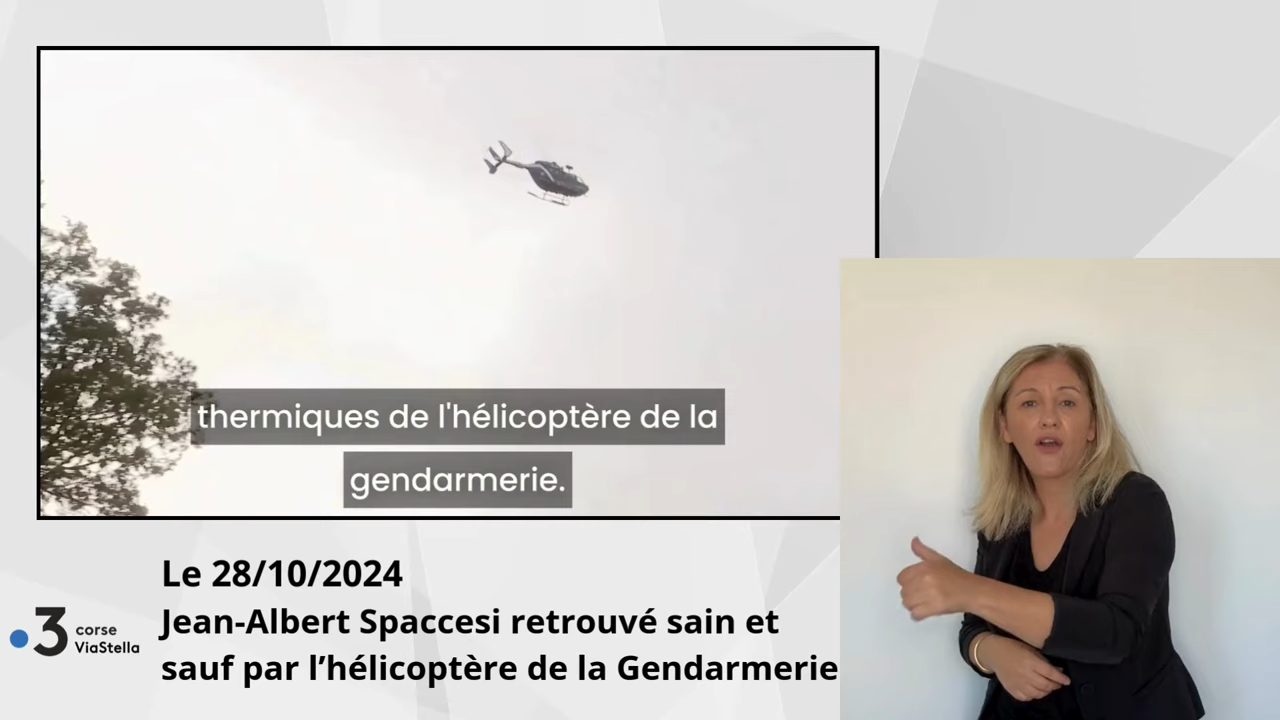 thermiques de l'hélicoptère de la
gendarmerie.
Le 28/10/2024
Jean-Albert Spaccesi retrouvé sain et
sauf par l’hélicoptère de la Gendarmerie
3 corse
ViaStella